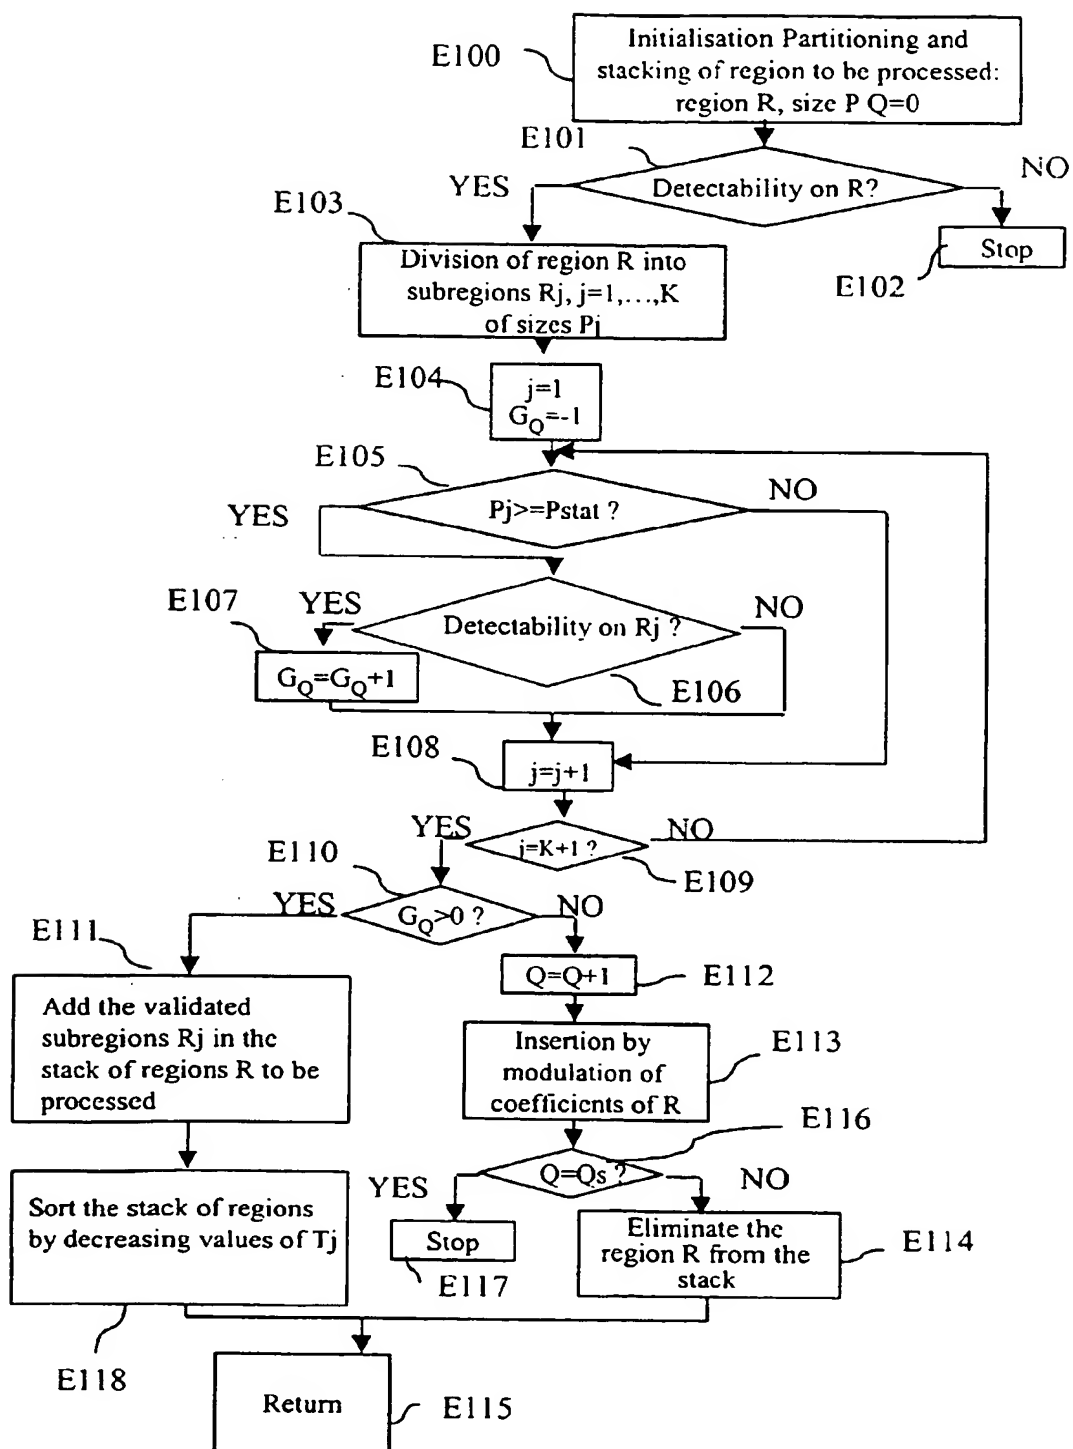 E100
Initialisation Partitioning and
stacking of region to be processed:
region R, size P Q=0
E101
Detectability on R?
YES
NO
E103
Stop
E102
Division of region R into
subregions Rj, j=1,...,K
of sizes Pj
E104
j=1
GQ=-1
E105
Pj>=Pstat ?
YES
NO
E107
YES
Detectability on Rj ?
NO
GQ=GQ+1
E106
E108
j=j+1
YES
j=K+1 ?
NO
E109
E110
YES
GQ>0 ?
NO
E111
Q=Q+1
E112
Add the validated
subregions Rj in the
stack of regions R to be
processed
Insertion by
modulation of
coefficients of R
E113
E116
Q=Qs ?
YES
NO
Sort the stack of regions
by decreasing values of Tj
Stop
E117
Eliminate the
region R from the
stack
E114
E118
Return
E115